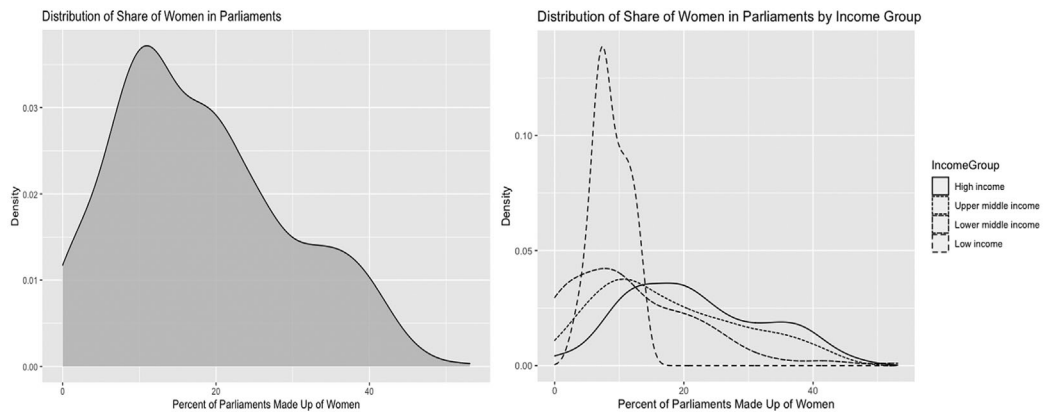 Distribution of Share of Women in Parliaments
Density
0.03
0.02
0.01
0.00
0
20
40
Percent of Parliaments Made Up of Women
Distribution of Share of Women in Parliaments by Income Group
Density
0.10
0.05
0.00
0
20
40
Percent of Parliaments Made Up of Women
IncomeGroup
High income
Upper middle income
Lower middle income
Low income